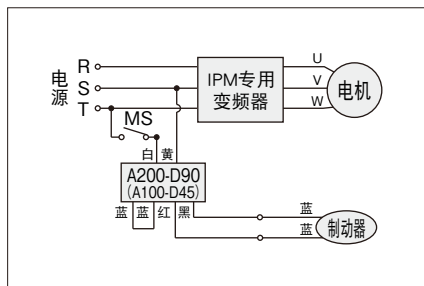 电源
R
S
T
IPM专用
变频器
U
V
W
电机
MS
白 黄
A200-D90
(A100-D45)
蓝 蓝 红 黑
蓝
蓝
制动器